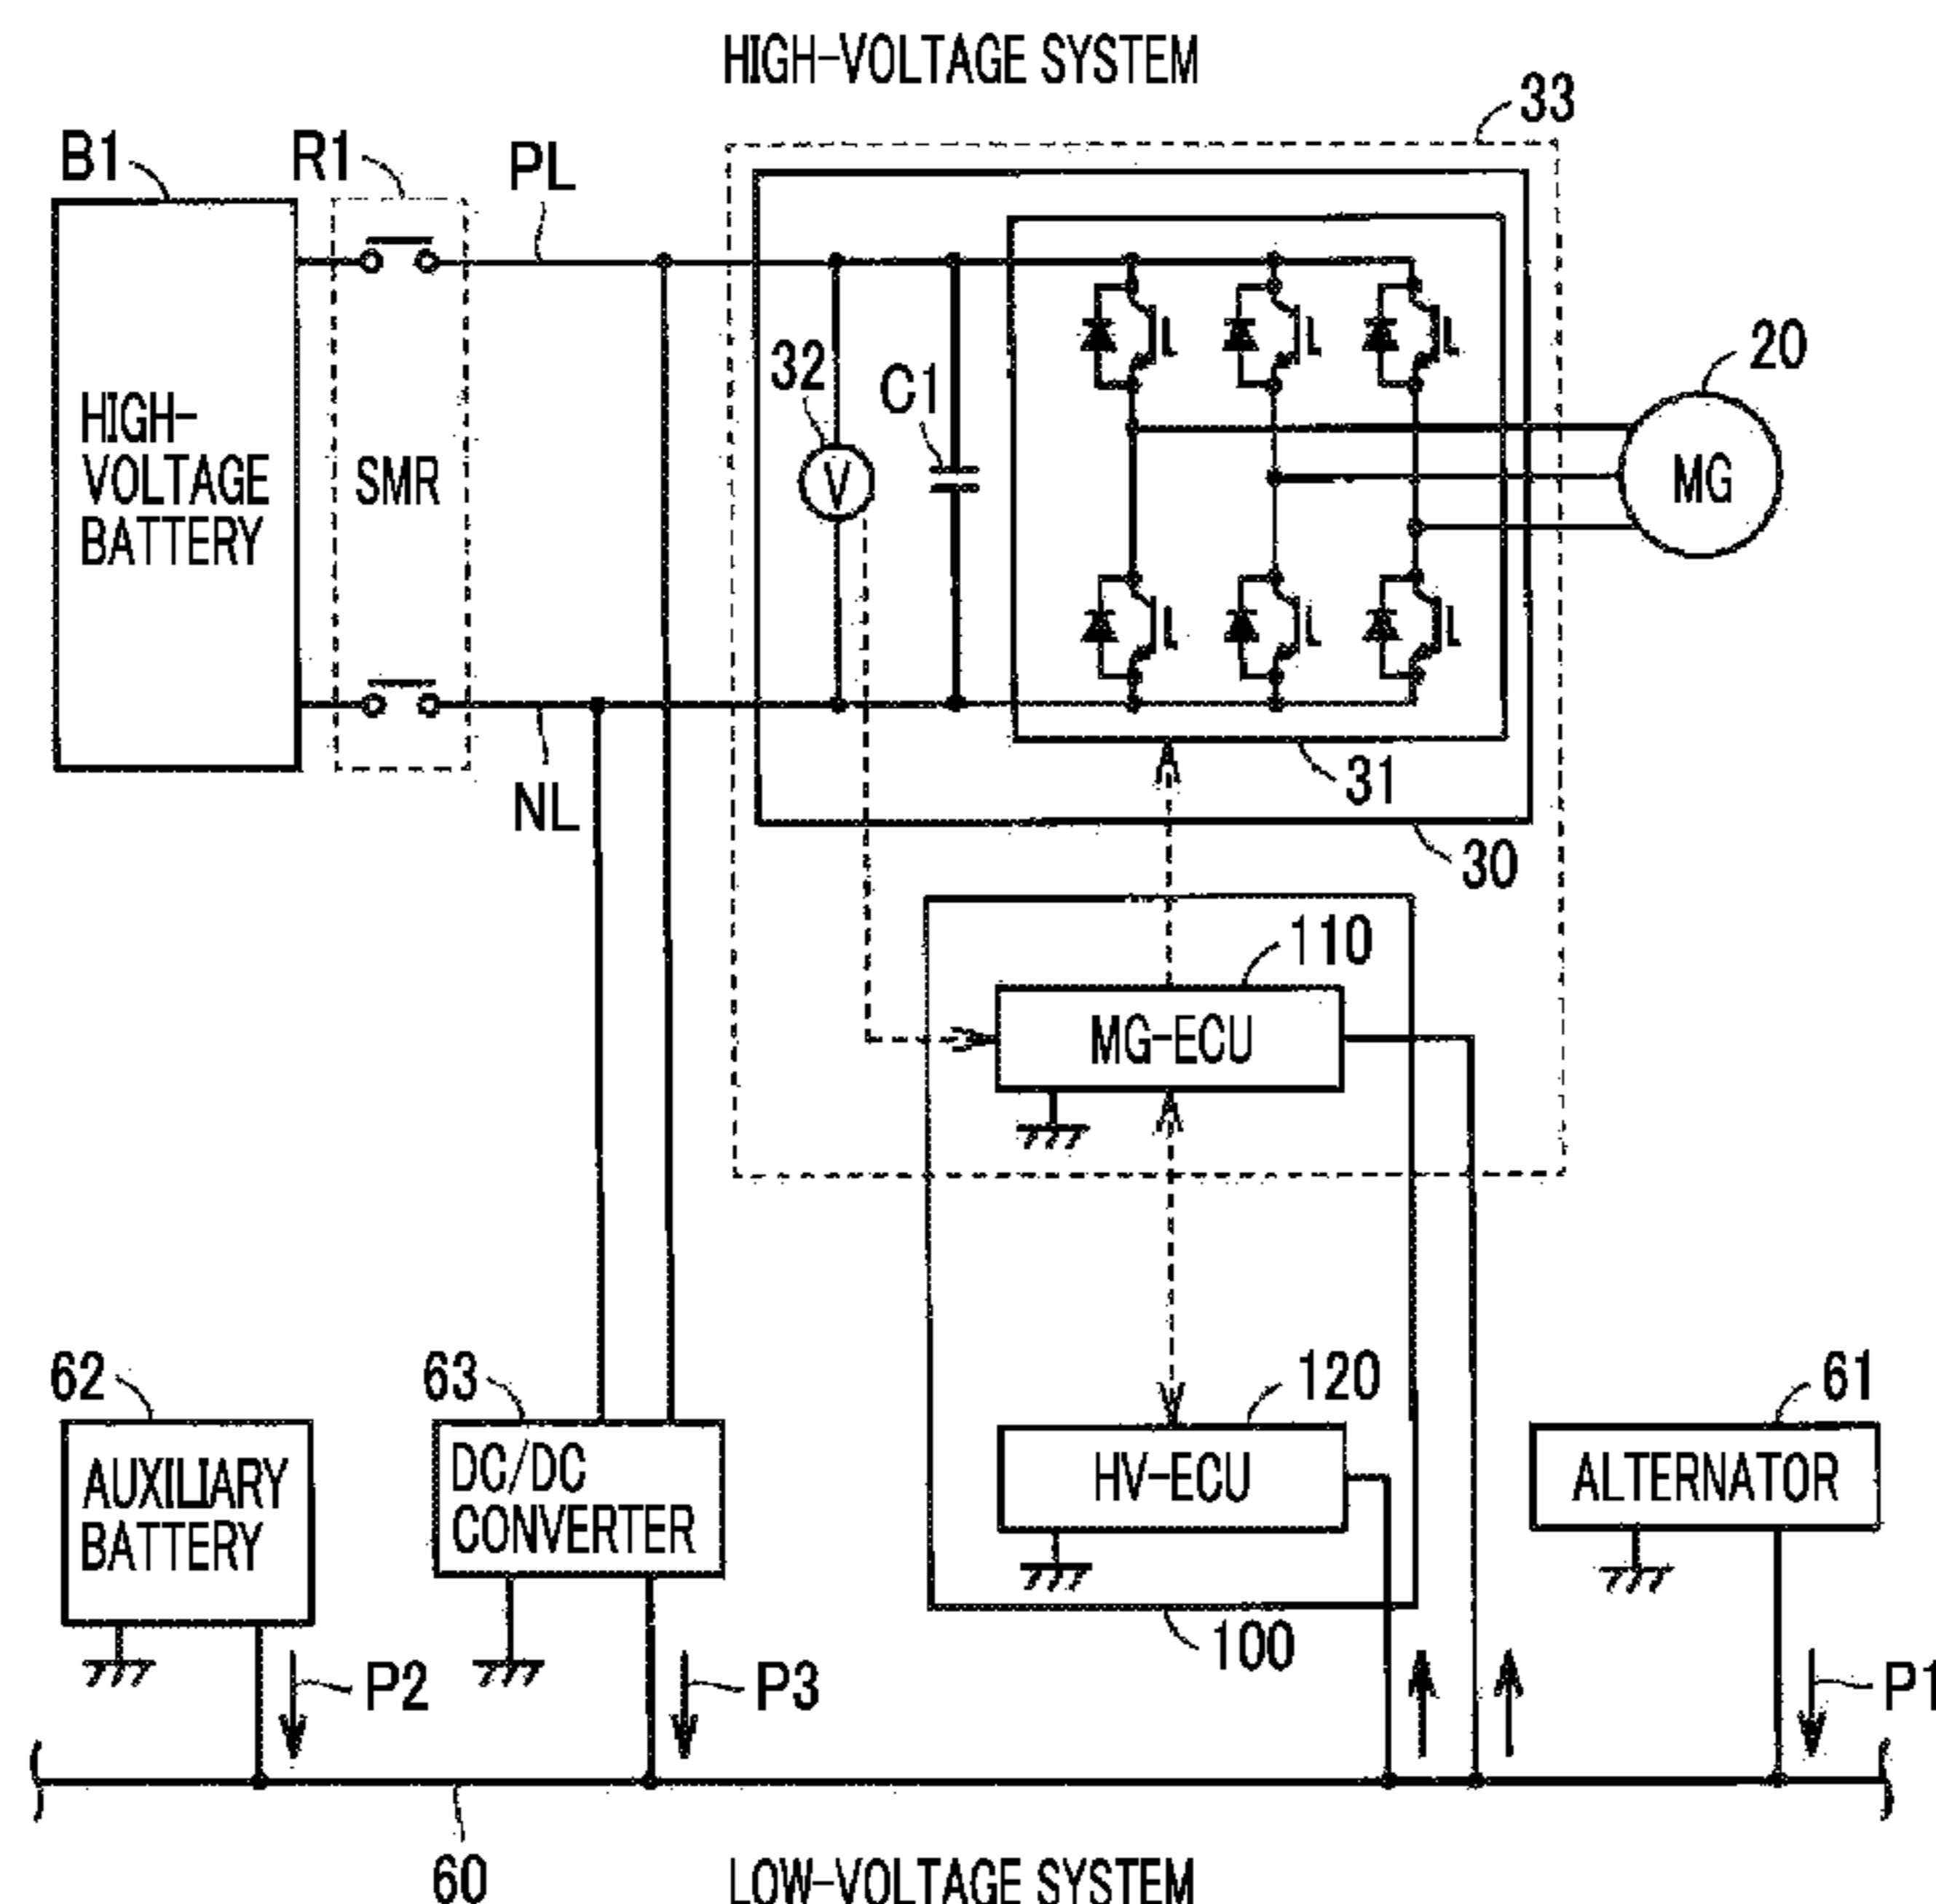 HIGH-VOLTAGE SYSTEM
33
B1
R1
PL
HIGH-
VOLTAGE
BATTERY
SMR
32
V
C1
20
MG
NL
31
30
110
MG-ECU
62
63
120
61
AUXILIARY
BATTERY
DC/DC
CONVERTER
HV-ECU
ALTERNATOR
100
P2
P3
P1
60
LOW-VOLTAGE SYSTEM